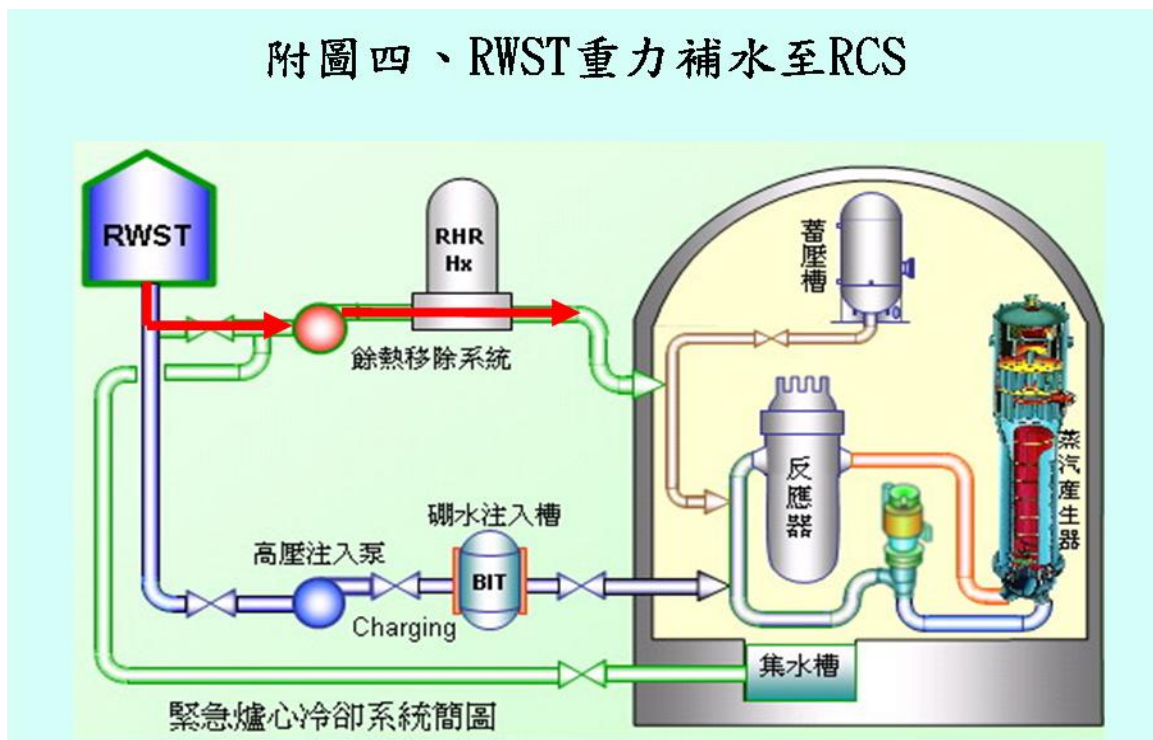 附圖四、RWST重力補水至RCS
RWST
RHR
Hx
蓄壓槽
餘熱移除系統
反應器
蒸汽產生器
硼水注入槽
高壓注入泵
BIT
Charging
集水槽
緊急爐心冷卻系統簡圖